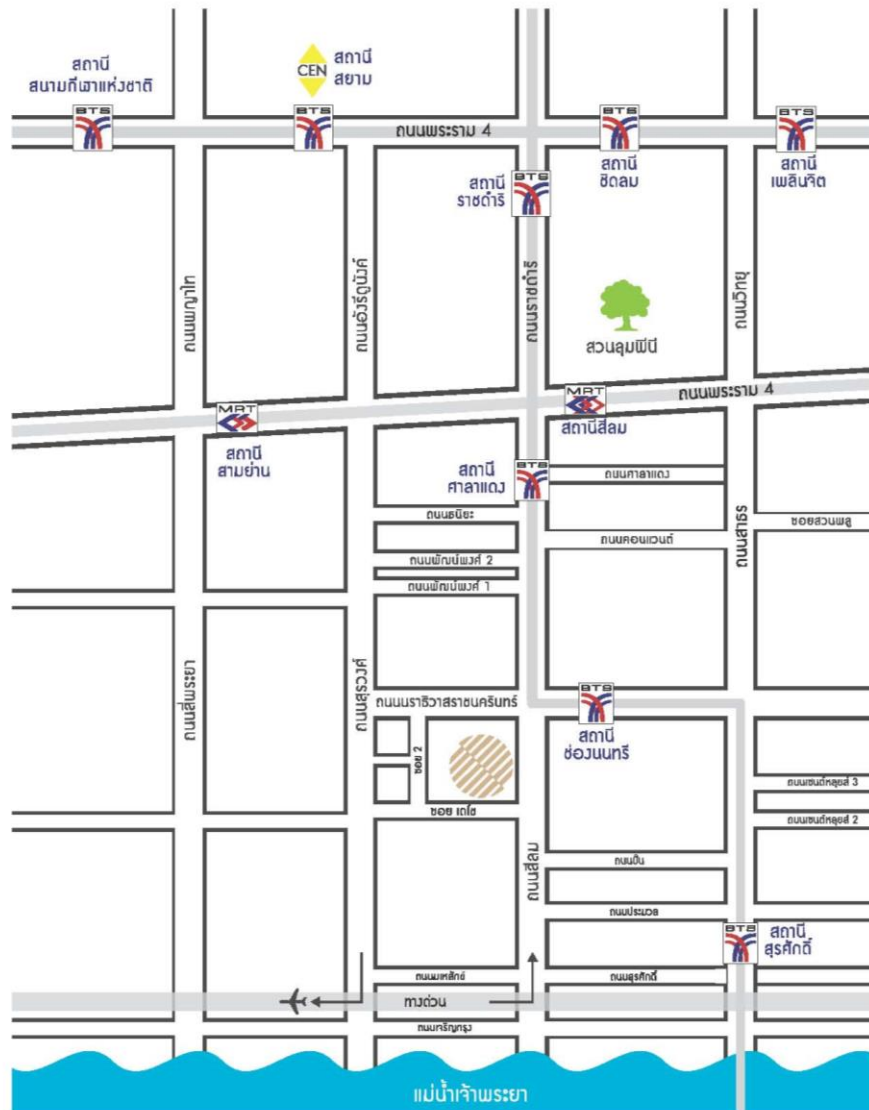 สถานี
สนามกีฬาแห่งชาติ
CEN
สถานี
สยาม
BTS
BTS
BTS
BTS
ถนนพระราม 4
สถานี
ราชดำริ
BTS
สถานี
ชิดลม
สถานี
เพลินจิต
ถนนพญาไท
ถนนอังรีดูนังต์
ถนนราชดำริ
ถนนวิทยุ
สวนลุมพินี
ถนนพระราม 4
MRT
MRT
สถานี
สามย่าน
สถานีสีลม
สถานี
ศาลาแดง
BTS
ถนนศาลาแดง
ถนนธนิยะ
ซอยสวนพลู
ถนนคอนแวนต์
ถนนสาธร
ถนนพัฒน์พงศ์ 2
ถนนพัฒน์พงศ์ 1
ถนนสี่พระยา
ถนนสุรวงศ์
ถนนนราธิวาสราชนครินทร์
BTS
สถานี
ช่องนนทรี
ซอย 2
ซอย เดโช
ถนนเซนต์หลุยส์ 3
ถนนเซนต์หลุยส์ 2
ถนนสีลม
ถนนปั้น
ถนนประมวล
BTS
สถานี
สุรศักดิ์
ถนนมเหสักข์
ถนนสุรศักดิ์
ทางด่วน
ถนนเจริญกรุง
แม่น้ำเจ้าพระยา